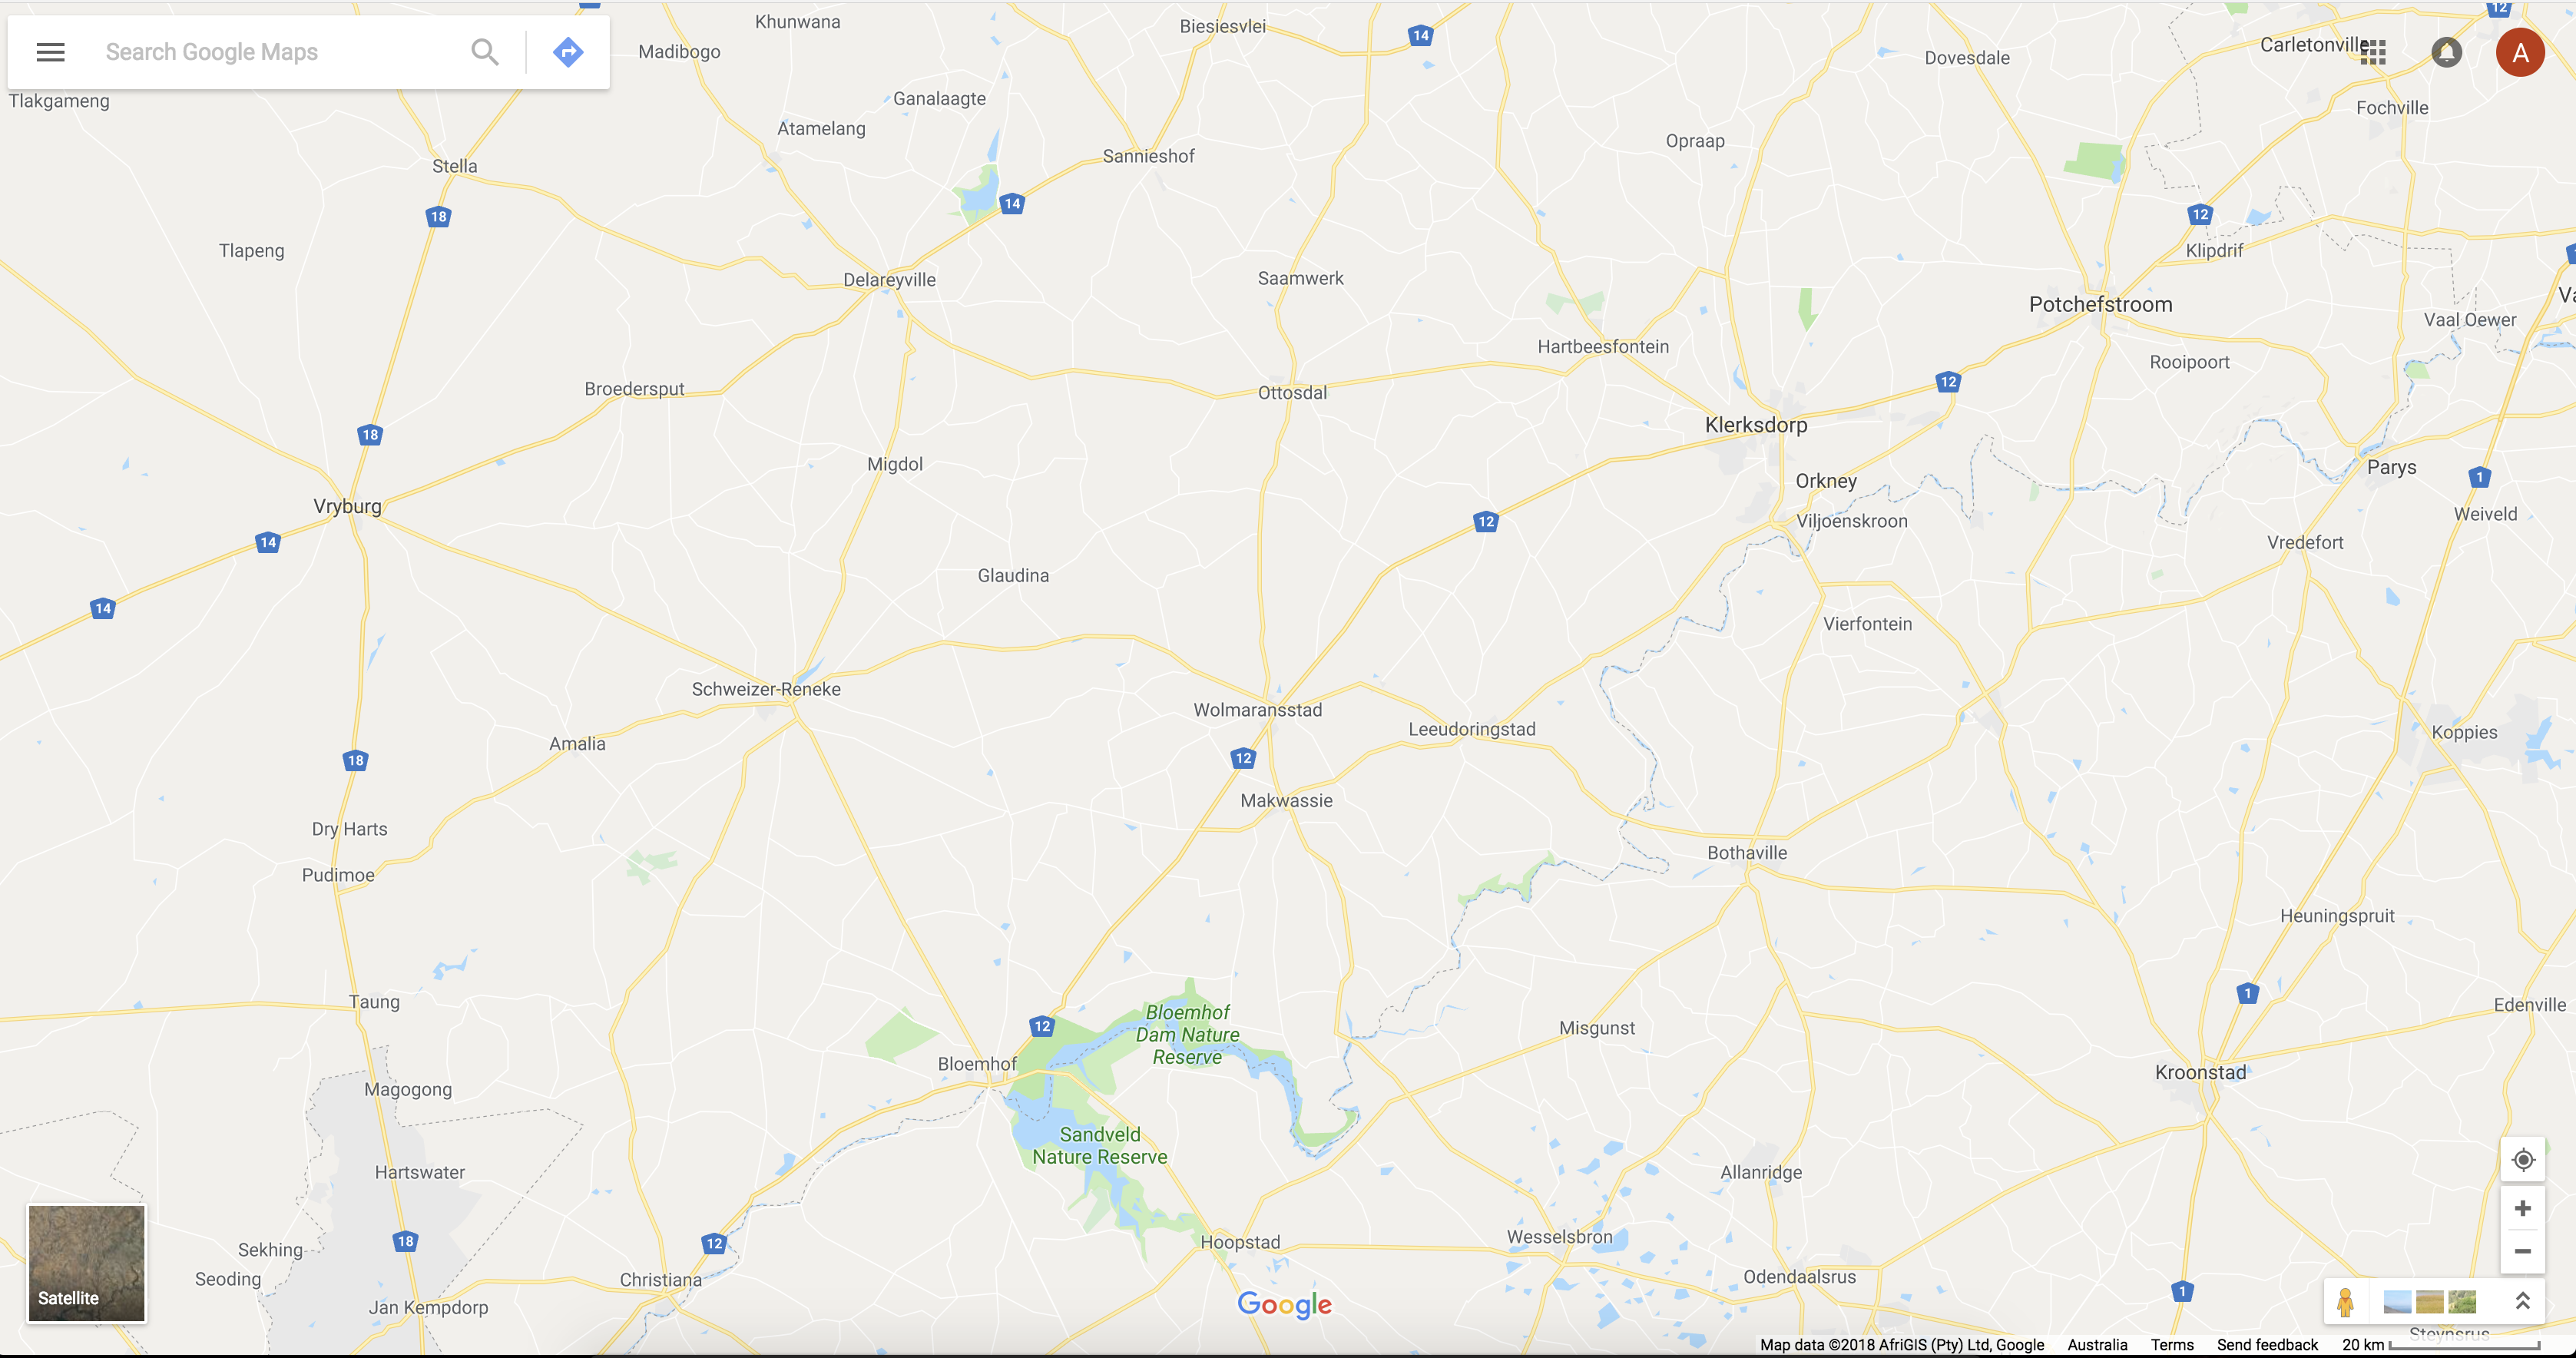 Khunwana
Biesiesvlei
14
12
Search Google Maps
Madibogo
Dovesdale
Carletonville
A
Tlakgameng
Ganalaagte
Fochville
Atamelang
Opraap
Sannieshof
Stella
14
18
12
Tlapeng
Klipdrif
Delareyville
Saamwerk
Potchefstroom
Va
Vaal Oewer
Hartbeesfontein
Rooipoort
12
Broedersput
Ottosdal
Klerksdorp
18
Migdol
Parys
1
Orkney
Vryburg
Weiveld
12
Viljoenskroon
14
Vredefort
Glaudina
14
Vierfontein
Schweizer-Reneke
Wolmaransstad
Leeudoringstad
Koppies
Amalia
12
18
Makwassie
Dry Harts
Bothaville
Pudimoe
Heuningspruit
1
Taung
Edenville
Bloemhof
Dam Nature
Reserve
12
Misgunst
Bloemhof
Kroonstad
Magogong
Sandveld
Nature Reserve
Hartswater
Allanridge
Wesselsbron
18
12
Hoopstad
Sekhing
Seoding
Christiana
Odendaalsrus
1
Satellite
Jan Kempdorp
Google
Steynsrus
Map data ©2018 AfriGIS (Pty) Ltd, Google Australia Terms Send feedback 20 km